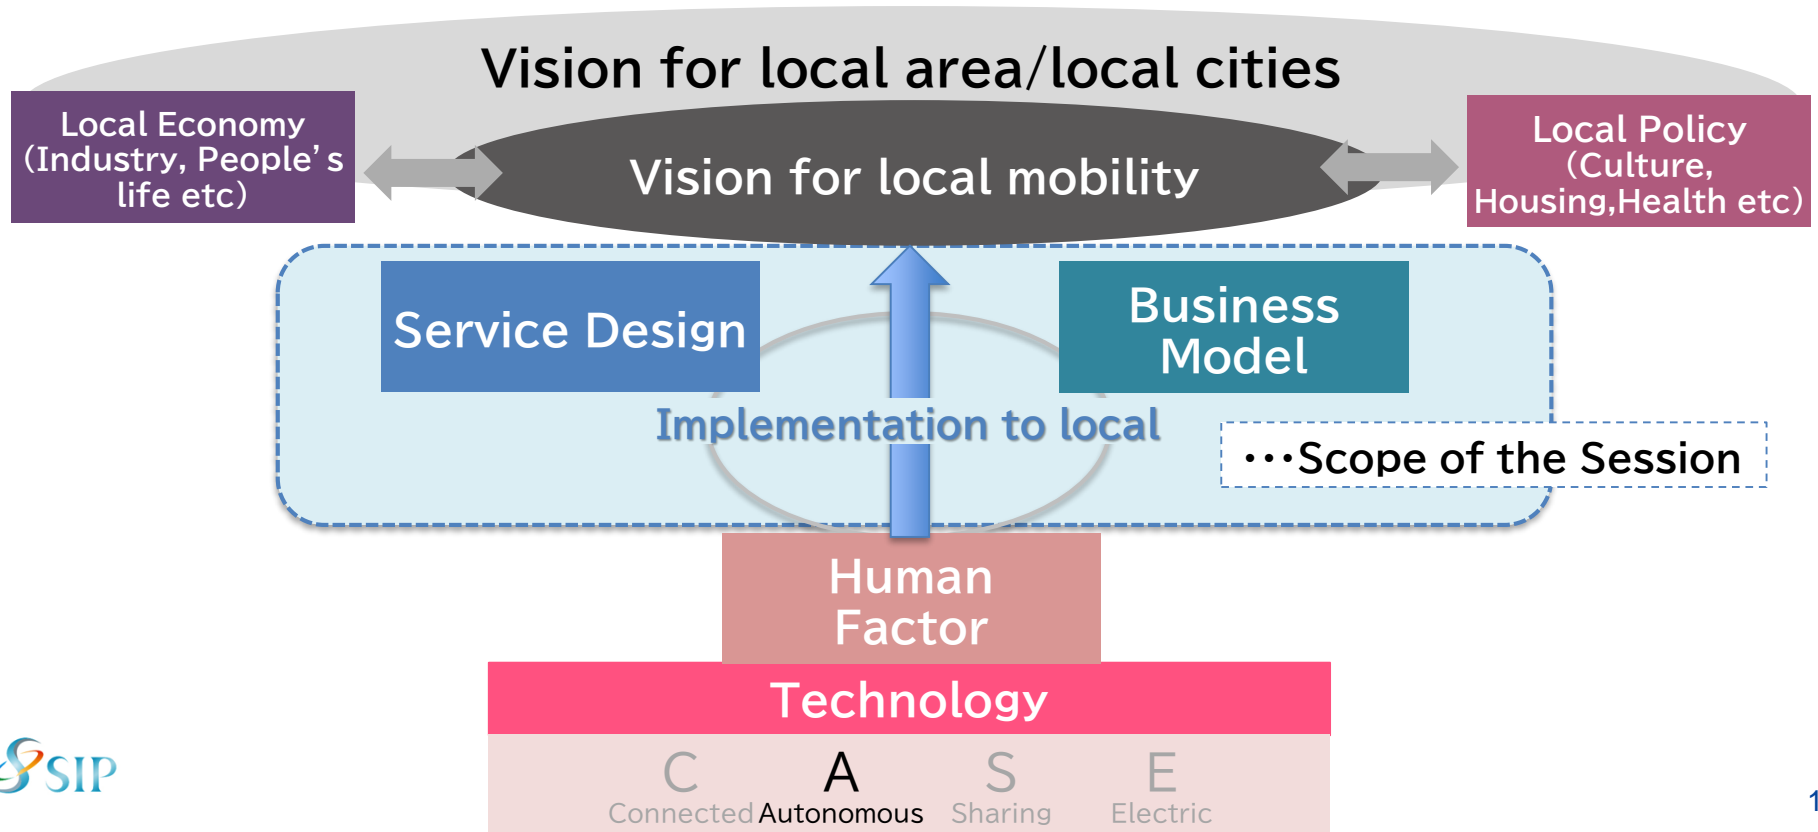 Vision for local area/local cities
Local Economy
(Industry, People's
life etc)
Vision for local mobility
Local Policy
(Culture,
Housing,Health etc)
Service Design
Business
Model
Implementation to local
···Scope of the Session
Human
Factor
Technology
C A S E
Connected Autonomous Sharing Electric
SIP
1